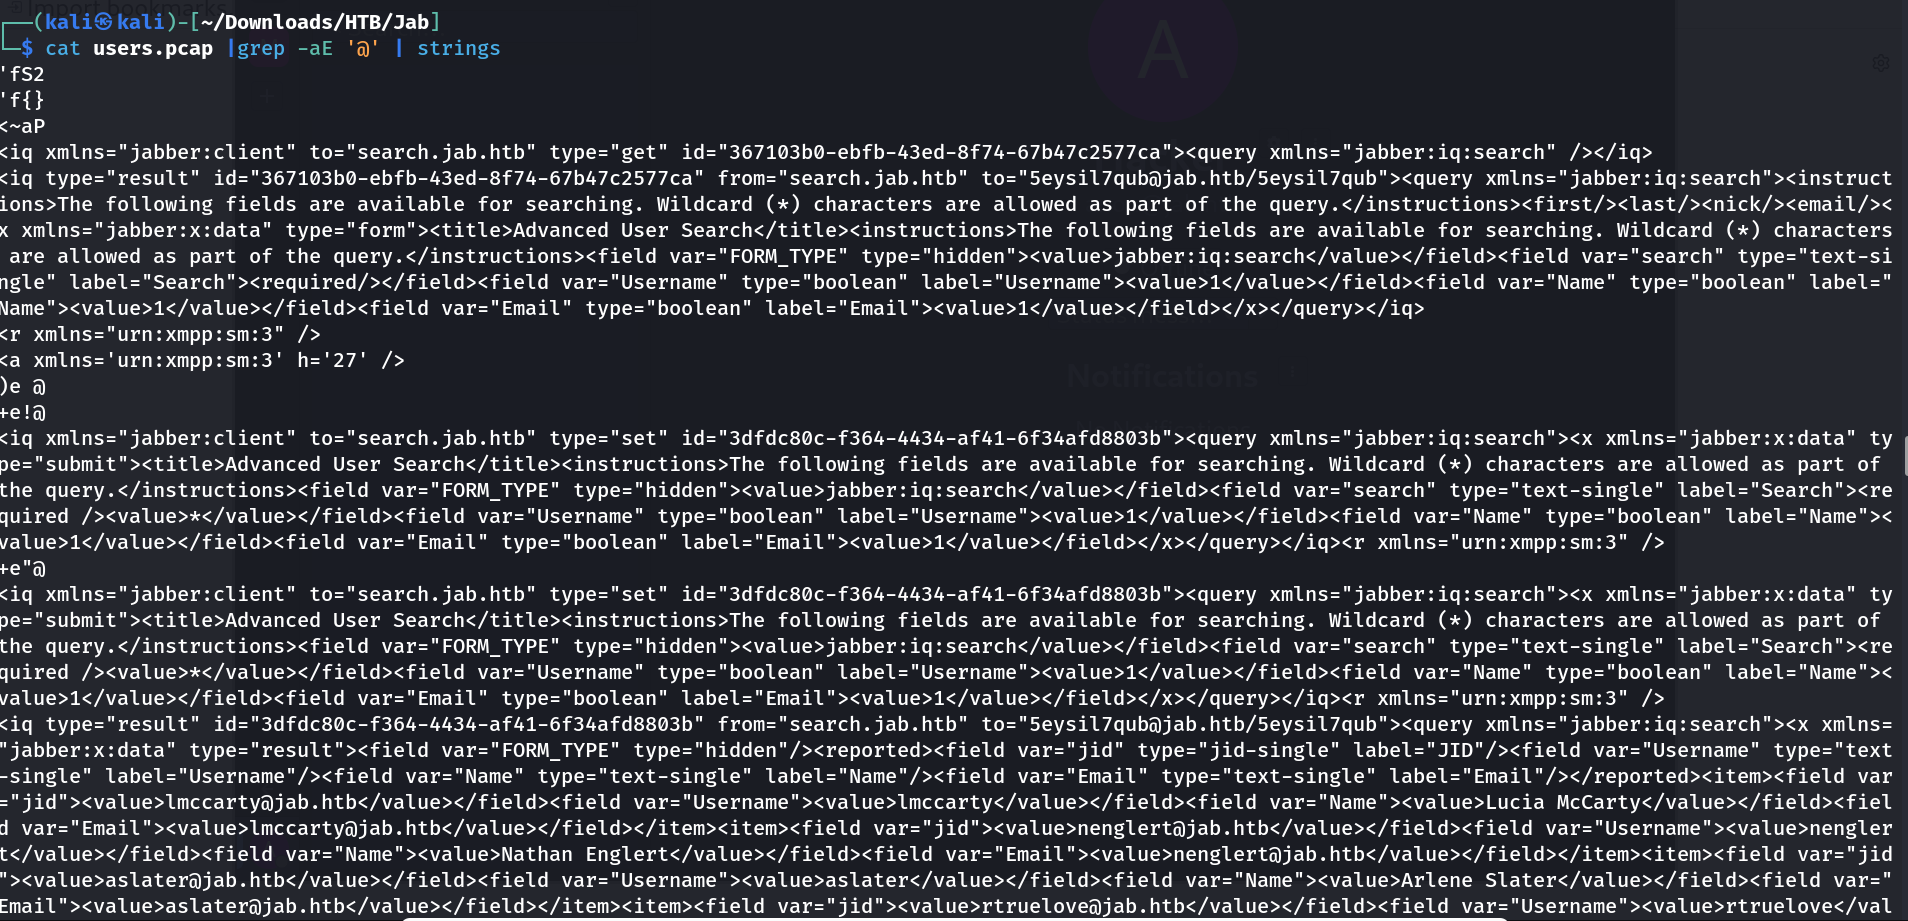 Import bookmarks
┌──(kali㉿kali)-[~/Downloads/HTB/Jab]
└─$ cat users.pcap |grep -aE '@' | strings
A
'fS2
'f{}
<~aP
<iq xmlns="jabber:client" to="search.jab.htb" type="get" id="367103b0-ebfb-43ed-8f74-67b47c2577ca"><query xmlns="jabber:iq:search" /></iq>
<iq type="result" id="367103b0-ebfb-43ed-8f74-67b47c2577ca" from="search.jab.htb" to="5eysil7qub@jab.htb/5eysil7qub"><query xmlns="jabber:iq:search"><instruct
ions>The following fields are available for searching. Wildcard (*) characters are allowed as part of the query.</instructions><first/><last/><nick/><email/><
x xmlns="jabber:x:data" type="form"><title>Advanced User Search</title><instructions>The following fields are available for searching. Wildcard (*) characters
 are allowed as part of the query.</instructions><field var="FORM_TYPE" type="hidden"><value>jabber:iq:search</value></field><field var="search" type="text-si
ngle" label="Search"><required/></field><field var="Username" type="boolean" label="Username"><value>1</value></field><field var="Name" type="boolean" label="
Name"><value>1</value></field><field var="Email" type="boolean" label="Email"><value>1</value></field></x></query></iq>
<r xmlns="urn:xmpp:sm:3" />
<a xmlns='urn:xmpp:sm:3' h='27' />
Notifications
)e @
+e!@
<iq xmlns="jabber:client" to="search.jab.htb" type="set" id="3dfdc80c-f364-4434-af41-6f34afd8803b"><query xmlns="jabber:iq:search"><x xmlns="jabber:x:data" ty
pe="submit"><title>Advanced User Search</title><instructions>The following fields are available for searching. Wildcard (*) characters are allowed as part of 
the query.</instructions><field var="FORM_TYPE" type="hidden"><value>jabber:iq:search</value></field><field var="search" type="text-single" label="Search"><re
quired /><value>*</value></field><field var="Username" type="boolean" label="Username"><value>1</value></field><field var="Name" type="boolean" label="Name"><
value>1</value></field><field var="Email" type="boolean" label="Email"><value>1</value></field></x></query></iq><r xmlns="urn:xmpp:sm:3" />
+e"@
<iq xmlns="jabber:client" to="search.jab.htb" type="set" id="3dfdc80c-f364-4434-af41-6f34afd8803b"><query xmlns="jabber:iq:search"><x xmlns="jabber:x:data" ty
pe="submit"><title>Advanced User Search</title><instructions>The following fields are available for searching. Wildcard (*) characters are allowed as part of 
the query.</instructions><field var="FORM_TYPE" type="hidden"><value>jabber:iq:search</value></field><field var="search" type="text-single" label="Search"><re
quired /><value>*</value></field><field var="Username" type="boolean" label="Username"><value>1</value></field><field var="Name" type="boolean" label="Name"><
value>1</value></field><field var="Email" type="boolean" label="Email"><value>1</value></field></x></query></iq><r xmlns="urn:xmpp:sm:3" />
<iq type="result" id="3dfdc80c-f364-4434-af41-6f34afd8803b" from="search.jab.htb" to="5eysil7qub@jab.htb/5eysil7qub"><query xmlns="jabber:iq:search"><x xmlns=
"jabber:x:data" type="result"><field var="FORM_TYPE" type="hidden"/><reported><field var="jid" type="jid-single" label="JID"/><field var="Username" type="text
-single" label="Username"/><field var="Name" type="text-single" label="Name"/><field var="Email" type="text-single" label="Email"/></reported><item><field var
="jid"><value>lmccarty@jab.htb</value></field><field var="Username"><value>lmccarty</value></field><field var="Name"><value>Lucia McCarty</value></field><fiel
d var="Email"><value>lmccarty@jab.htb</value></field></item><item><field var="jid"><value>nenglert@jab.htb</value></field><field var="Username"><value>nengler
t</value></field><field var="Name"><value>Nathan Englert</value></field><field var="Email"><value>nenglert@jab.htb</value></field></item><item><field var="jid
"><value>aslater@jab.htb</value></field><field var="Username"><value>aslater</value></field><field var="Name"><value>Arlene Slater</value></field><field var="
Email"><value>aslater@jab.htb</value></field></item><item><field var="jid"><value>rtruelove@jab.htb</value></field><field var="Username"><value>rtruelove</val